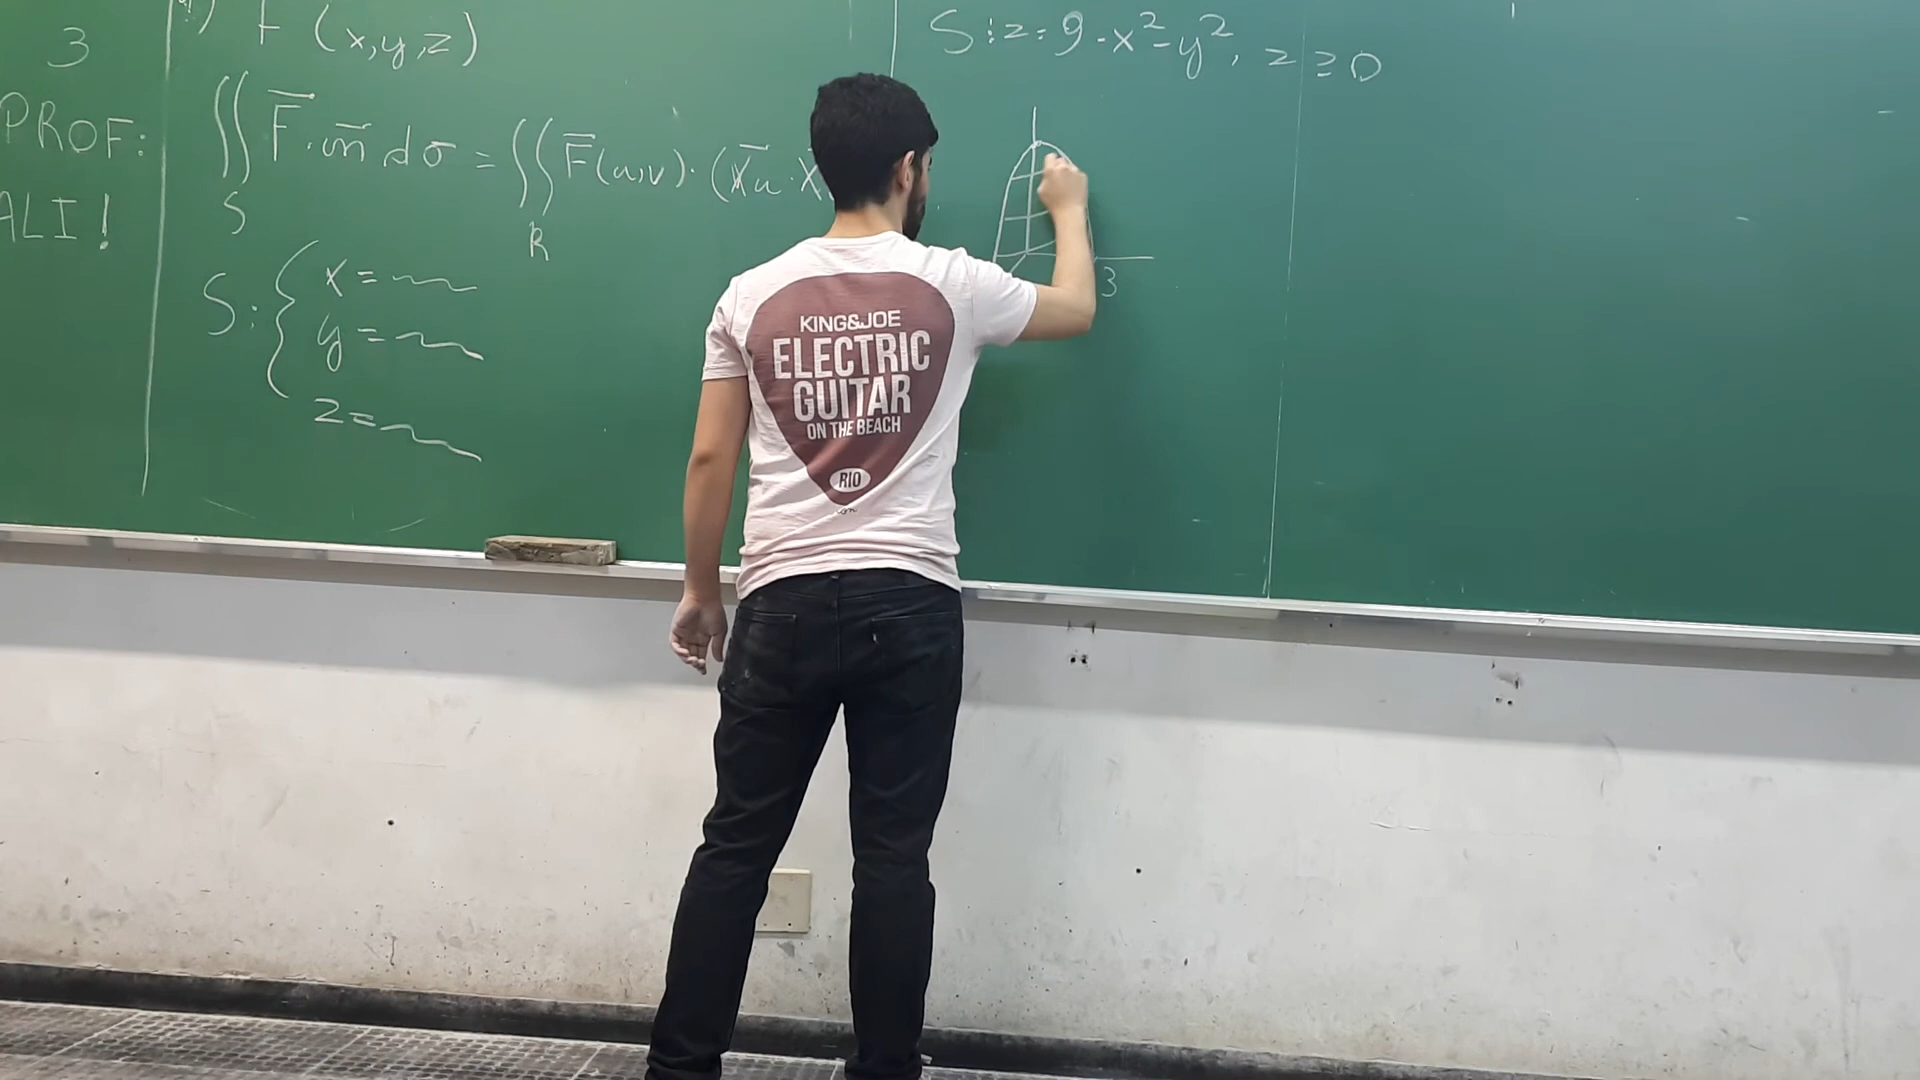 3
PROF:
ALI!
F (x,y,z)
∬ F̅ · n̅ dσ = ∬ F̅(u,v) · (X̅u · X̅
S
R
S: { x =
y =
z =
S: z = 9 - x² - y², z ≥ 0
3
KING&JOE
ELECTRIC
GUITAR
ON THE BEACH
RIO